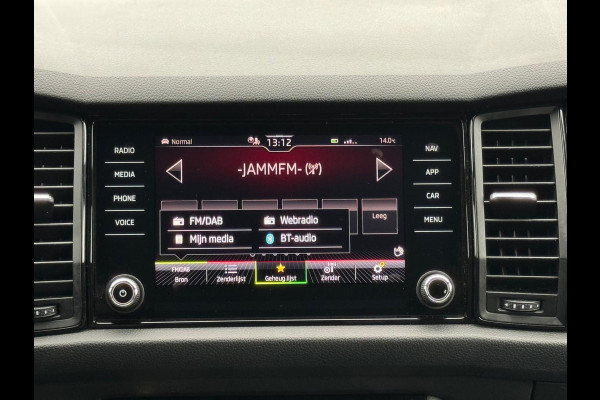 Normal 13:12 14.0°C
RADIO NAV
MEDIA -JAMMFM- APP
PHONE CAR
VOICE Leeg MENU
FM/DAB Webradio
Mijn media BT-audio
FM/DAB
Bron Zenderlijst Geheug.lijst Zender Setup